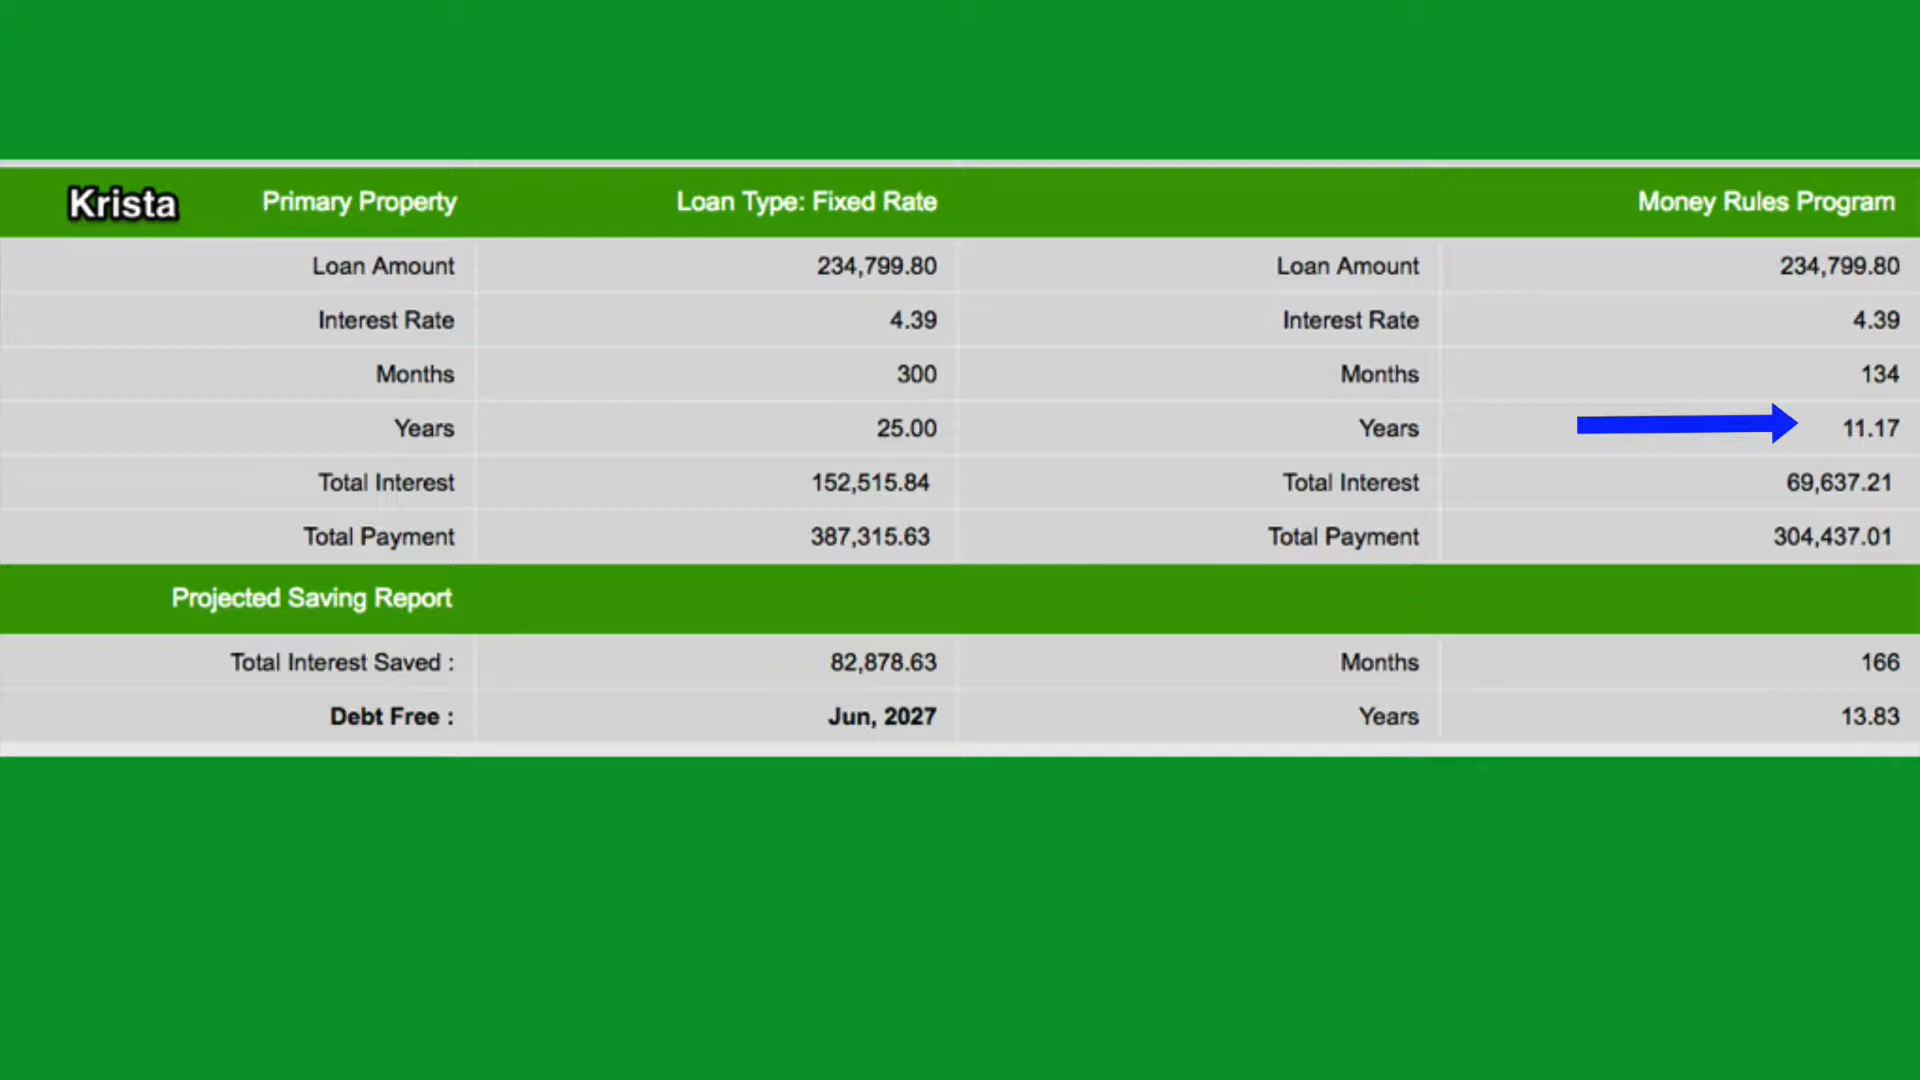 Krista Primary Property Loan Type: Fixed Rate Money Rules Program
Loan Amount 234,799.80 Loan Amount 234,799.80
Interest Rate 4.39 Interest Rate 4.39
Months 300 Months 134
Years 25.00 Years 11.17
Total Interest 152,515.84 Total Interest 69,637.21
Total Payment 387,315.63 Total Payment 304,437.01
Projected Saving Report
Total Interest Saved : 82,878.63 Months 166
Debt Free : Jun, 2027 Years 13.83